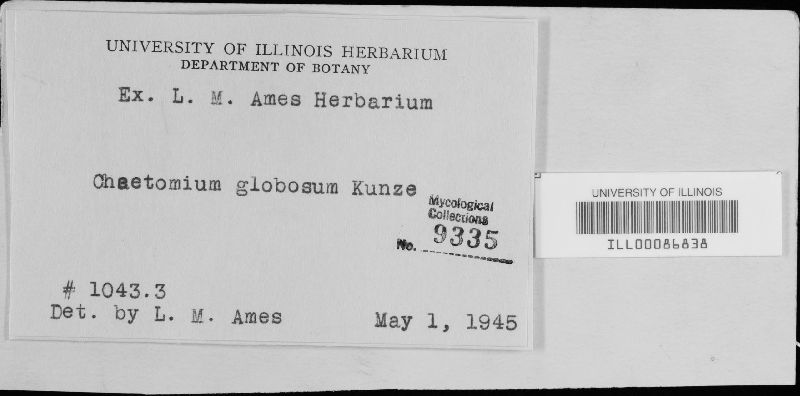 UNIVERSITY OF ILLINOIS HERBARIUM
DEPARTMENT OF BOTANY
Ex. L. M. Ames Herbarium
Chaetomium globosum Kunze
Mycological
Collections
No. 9335
# 1043.3
Det. by L. M. Ames
May 1, 1945
UNIVERSITY OF ILLINOIS
ILL00086838